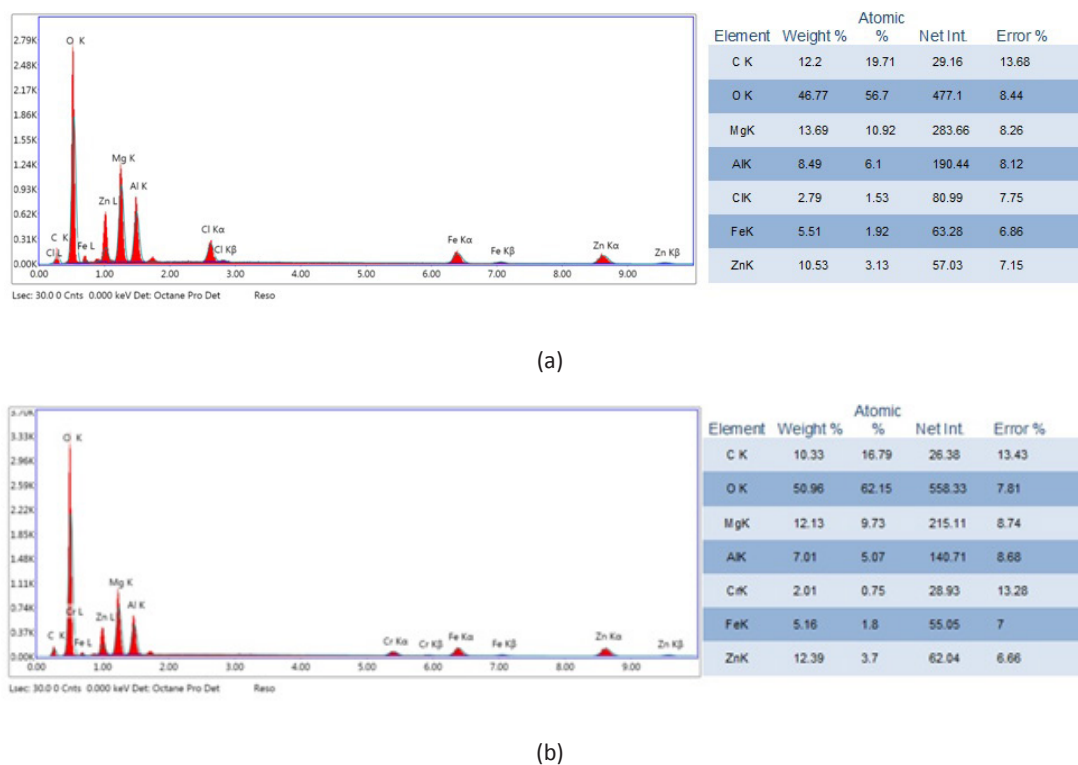 Element Weight % Atomic % Net Int. Error %
C K 12.2 19.71 29.16 13.68
O K 46.77 56.7 477.1 8.44
MgK 13.69 10.92 283.66 8.26
AlK 8.49 6.1 190.44 8.12
ClK 2.79 1.53 80.99 7.75
FeK 5.51 1.92 63.28 6.86
ZnK 10.53 3.13 57.03 7.15
2.79K
2.48K
2.17K
1.86K
1.55K
1.24K
0.93K
0.62K
0.31K
0.00K
O K
Mg K
Al K
Zn L
C K
Cl L
Fe L
Cl Kα
Cl Kβ
Fe Kα
Fe Kβ
Zn Kα
Zn Kβ
0.00 1.00 2.00 3.00 4.00 5.00 6.00 7.00 8.00 9.00
Lsec: 30.0 0 Cnts 0.000 keV Det: Octane Pro Det Reso
(a)
Element Weight % Atomic % Net Int. Error %
C K 10.33 16.79 26.38 13.43
O K 50.96 62.15 558.33 7.81
MgK 12.13 9.73 215.11 8.74
AlK 7.01 5.07 140.71 8.68
CrK 2.01 0.75 28.93 13.28
FeK 5.16 1.8 55.05 7
ZnK 12.39 3.7 62.04 6.66
3.70K
3.33K
2.96K
2.59K
2.22K
1.85K
1.48K
1.11K
0.74K
0.37K
0.00K
O K
Mg K
Al K
Cr L
Zn L
C K
Fe L
Cr Kα
Cr Kβ
Fe Kα
Fe Kβ
Zn Kα
Zn Kβ
0.00 1.00 2.00 3.00 4.00 5.00 6.00 7.00 8.00 9.00
Lsec: 30.0 0 Cnts 0.000 keV Det: Octane Pro Det Reso
(b)